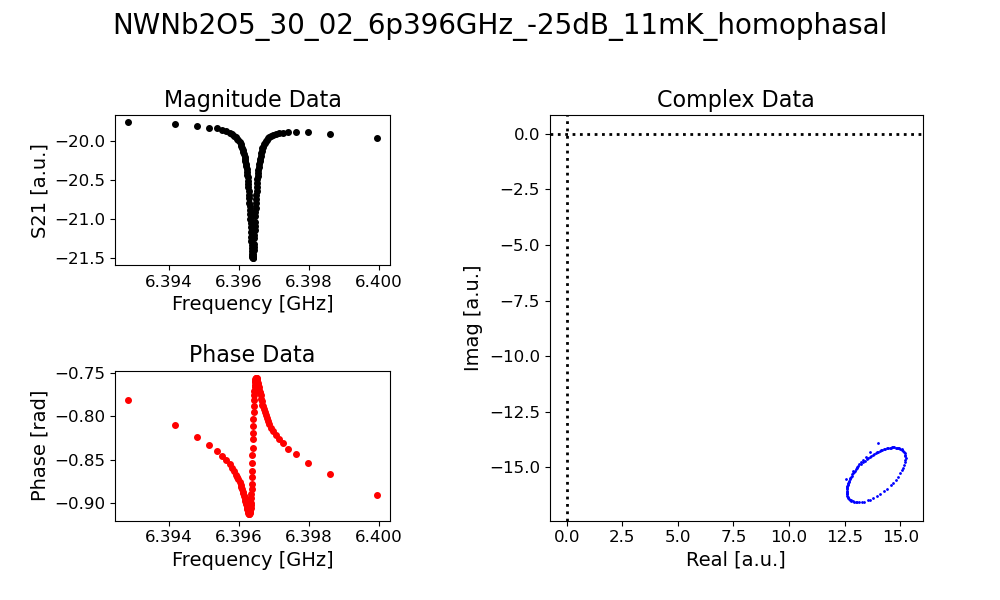 NWNb2O5_30_02_6p396GHz_-25dB_11mK_homophasal
Magnitude Data
S21 [a.u.]
−20.0
−20.5
−21.0
−21.5
6.394 6.396 6.398 6.400
Frequency [GHz]
Phase Data
Phase [rad]
−0.75
−0.80
−0.85
−0.90
6.394 6.396 6.398 6.400
Frequency [GHz]
Complex Data
Imag [a.u.]
0.0
−2.5
−5.0
−7.5
−10.0
−12.5
−15.0
0.0 2.5 5.0 7.5 10.0 12.5 15.0
Real [a.u.]